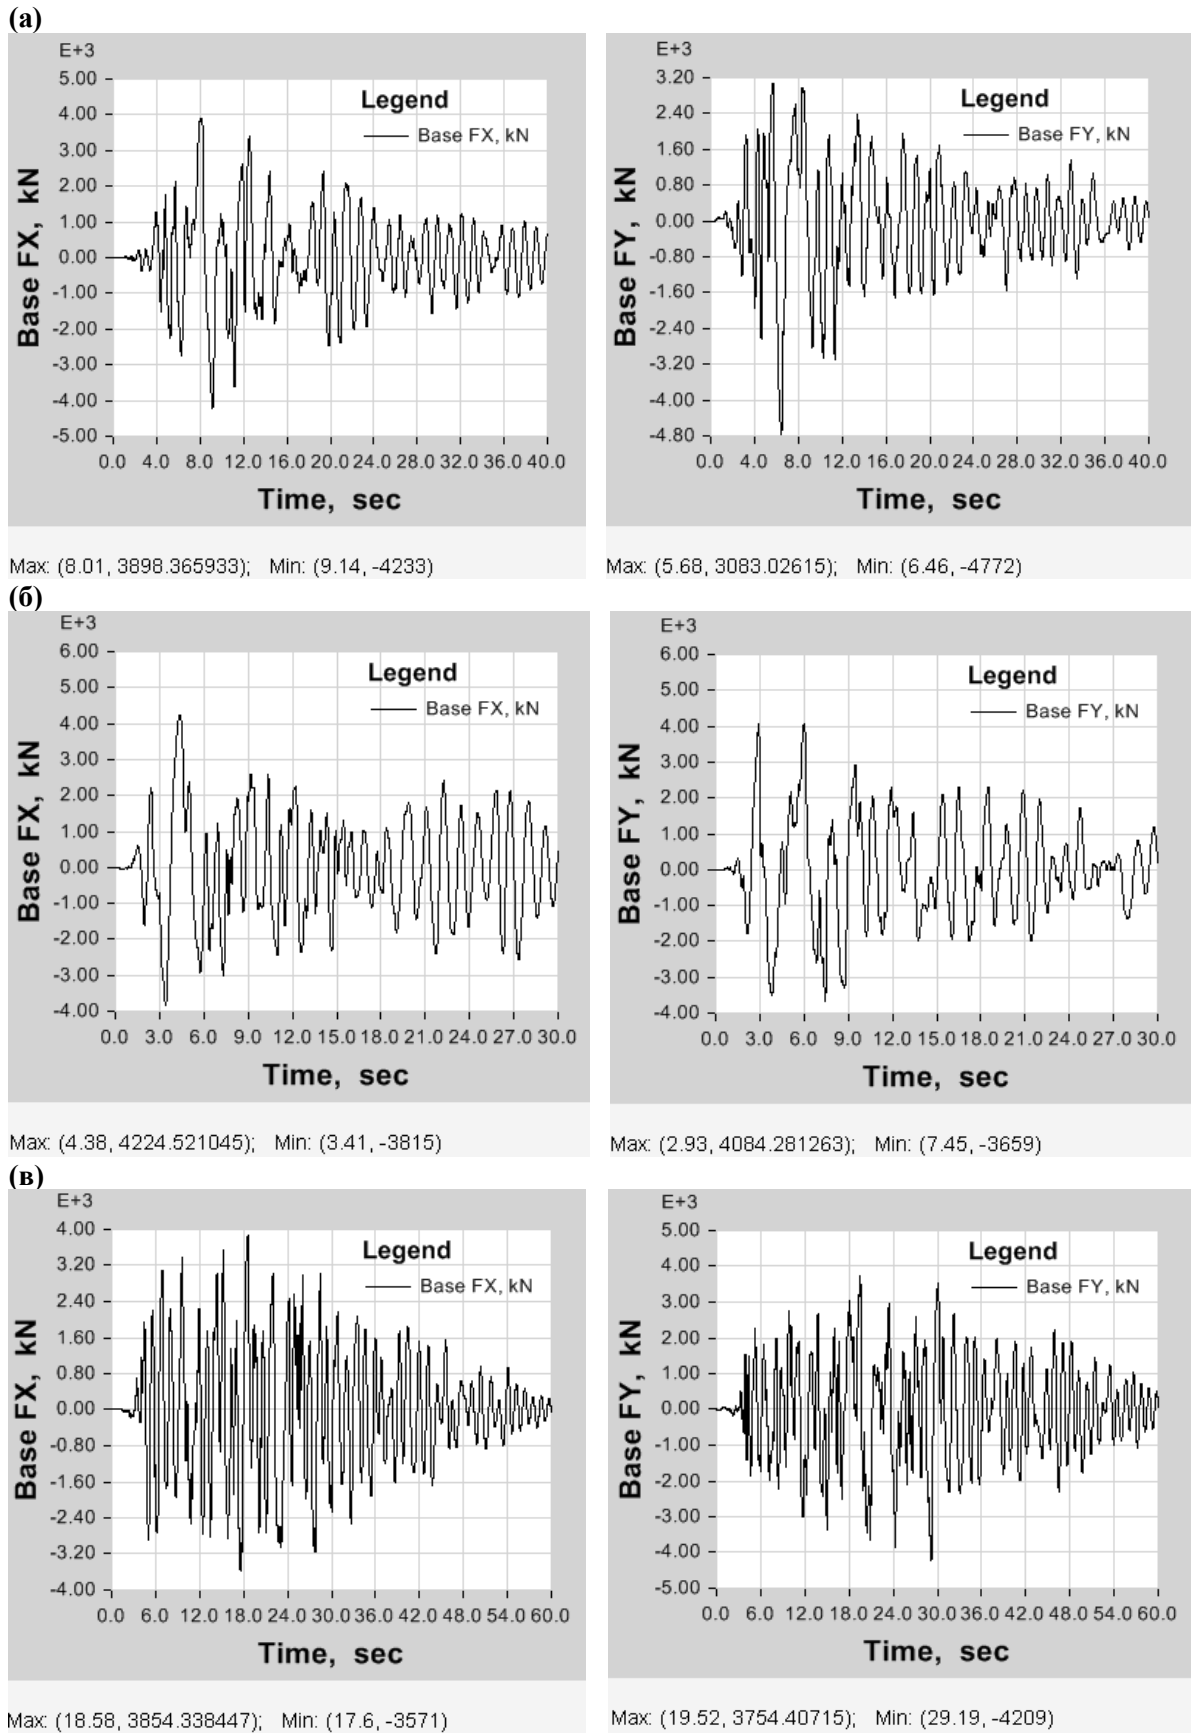 (а)
E+3
5.00
4.00
3.00
2.00
1.00
0.00
-1.00
-2.00
-3.00
-4.00
-5.00
Base FX, kN
Legend
Base FX, kN
0.0 4.0 8.0 12.0 16.0 20.0 24.0 28.0 32.0 36.0 40.0
Time, sec
Max: (8.01, 3898.365933); Min: (9.14, -4233)
E+3
3.20
2.40
1.60
0.80
0.00
-0.80
-1.60
-2.40
-3.20
-4.00
-4.80
Base FY, kN
Legend
Base FY, kN
0.0 4.0 8.0 12.0 16.0 20.0 24.0 28.0 32.0 36.0 40.0
Time, sec
Max: (5.68, 3083.02615); Min: (6.46, -4772)
(б)
E+3
6.00
5.00
4.00
3.00
2.00
1.00
0.00
-1.00
-2.00
-3.00
-4.00
Base FX, kN
Legend
Base FX, kN
0.0 3.0 6.0 9.0 12.0 15.0 18.0 21.0 24.0 27.0 30.0
Time, sec
Max: (4.38, 4224.521045); Min: (3.41, -3815)
E+3
6.00
5.00
4.00
3.00
2.00
1.00
0.00
-1.00
-2.00
-3.00
-4.00
Base FY, kN
Legend
Base FY, kN
0.0 3.0 6.0 9.0 12.0 15.0 18.0 21.0 24.0 27.0 30.0
Time, sec
Max: (2.93, 4084.281263); Min: (7.45, -3659)
(в)
E+3
4.00
3.20
2.40
1.60
0.80
0.00
-0.80
-1.60
-2.40
-3.20
-4.00
Base FX, kN
Legend
Base FX, kN
0.0 6.0 12.0 18.0 24.0 30.0 36.0 42.0 48.0 54.0 60.0
Time, sec
Max: (18.58, 3854.338447); Min: (17.6, -3571)
E+3
5.00
4.00
3.00
2.00
1.00
0.00
-1.00
-2.00
-3.00
-4.00
-5.00
Base FY, kN
Legend
Base FY, kN
0.0 6.0 12.0 18.0 24.0 30.0 36.0 42.0 48.0 54.0 60.0
Time, sec
Max: (19.52, 3754.40715); Min: (29.19, -4209)